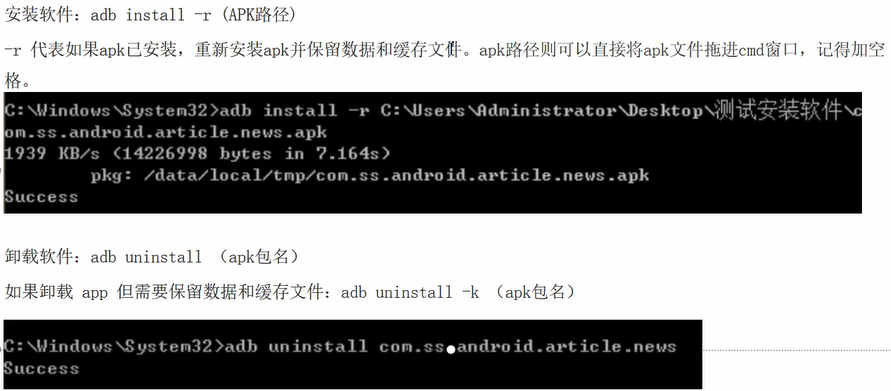 安装软件：adb install -r (APK路径)
-r 代表如果apk已安装，重新安装apk并保留数据和缓存文件。apk路径则可以直接将apk文件拖进cmd窗口，记得加空
格。
C:\Windows\System32>adb install -r C:\Users\Administrator\Desktop\测试安装软件\c
om.ss.android.article.news.apk
1939 KB/s (14226998 bytes in 7.164s)
pkg: /data/local/tmp/com.ss.android.article.news.apk
Success
卸载软件：adb uninstall （apk包名）
如果卸载 app 但需要保留数据和缓存文件：adb uninstall -k （apk包名）
C:\Windows\System32>adb uninstall com.ss.android.article.news
Success